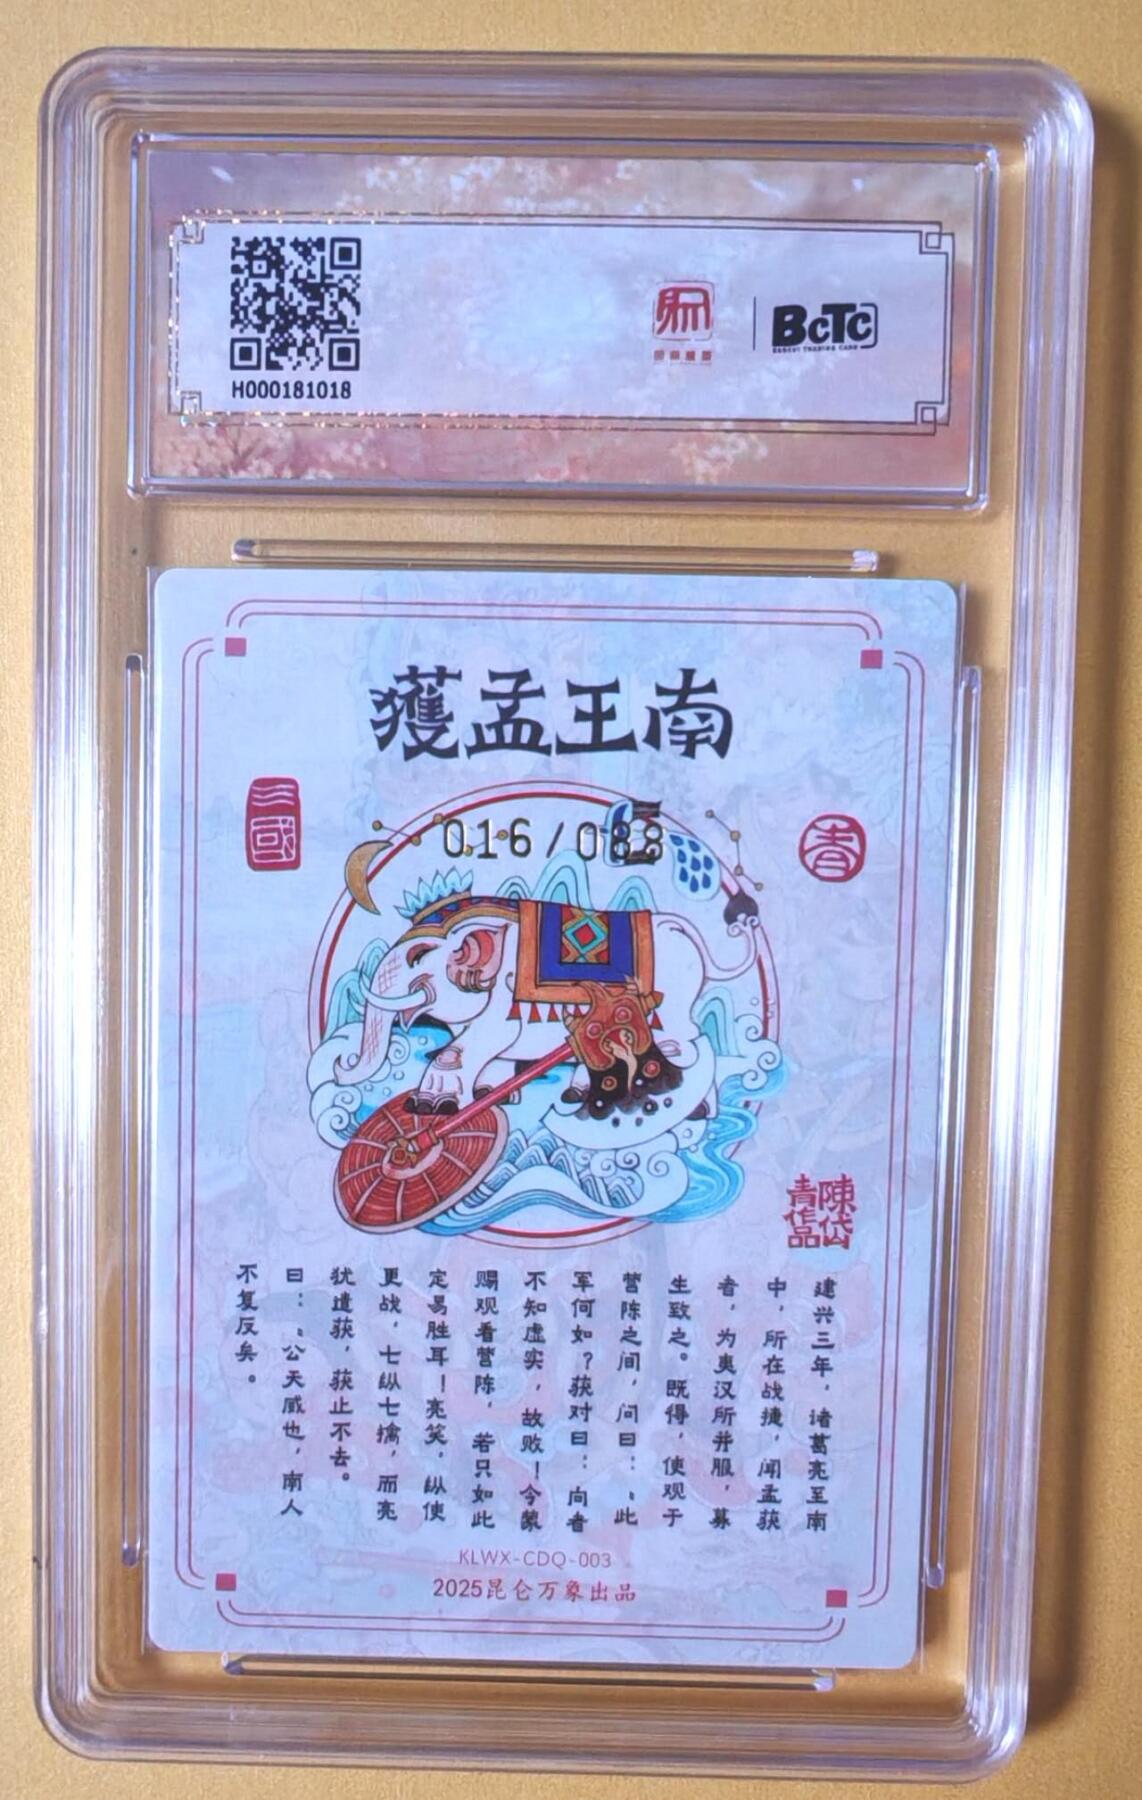 H000181018
BCTC
南王孟獲
016/088
三國
春
陳岱
青作品
建兴三年，诸葛亮至南
中，所在战捷，闻孟获
者，为夷汉所并服，募
生致之。既得，使观于
营陈之间，问曰：“此
军何如？获对曰：向者
不知虚实，故败！今蒙
赐观看营陈，若只如此
定易胜耳！亮笑，纵使
更战，七纵七擒，而亮
犹遣获，获止不去。
曰：“公天威也，南人
不复反矣。
KLWX-CDQ-003
2025昆仑万象出品